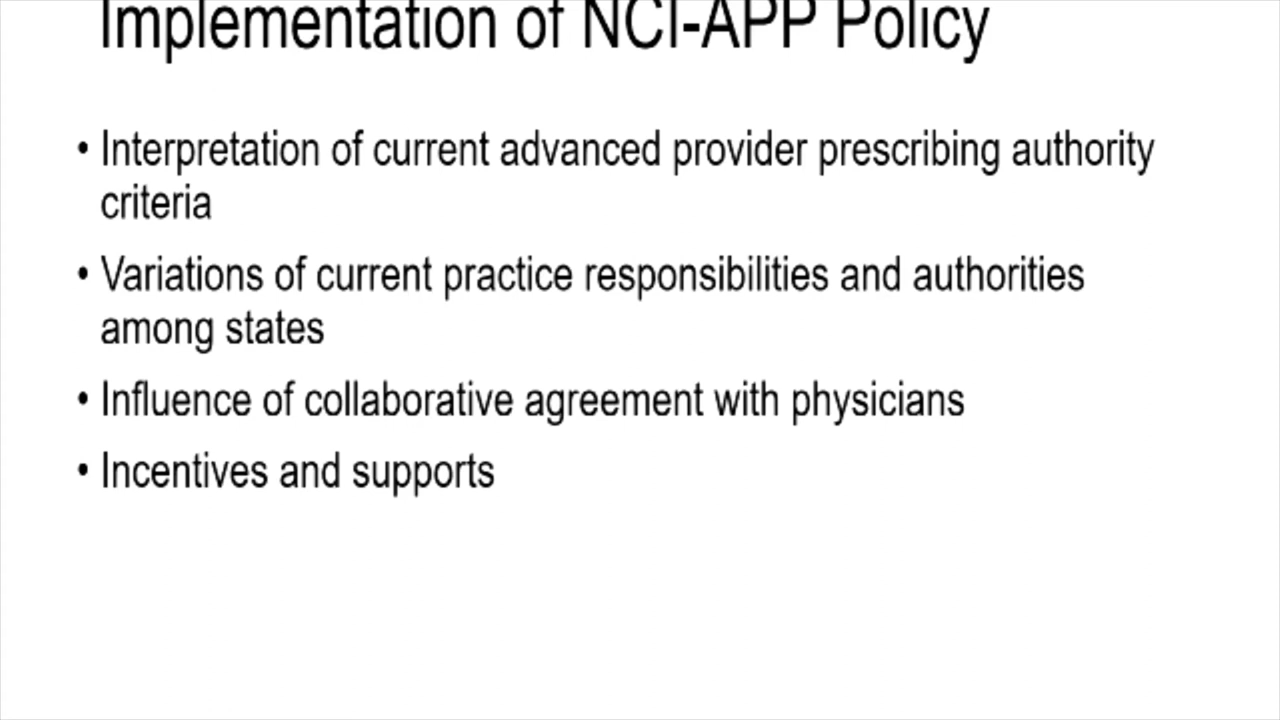 Implementation of NCI-APP Policy
• Interpretation of current advanced provider prescribing authority
criteria
• Variations of current practice responsibilities and authorities
among states
• Influence of collaborative agreement with physicians
• Incentives and supports